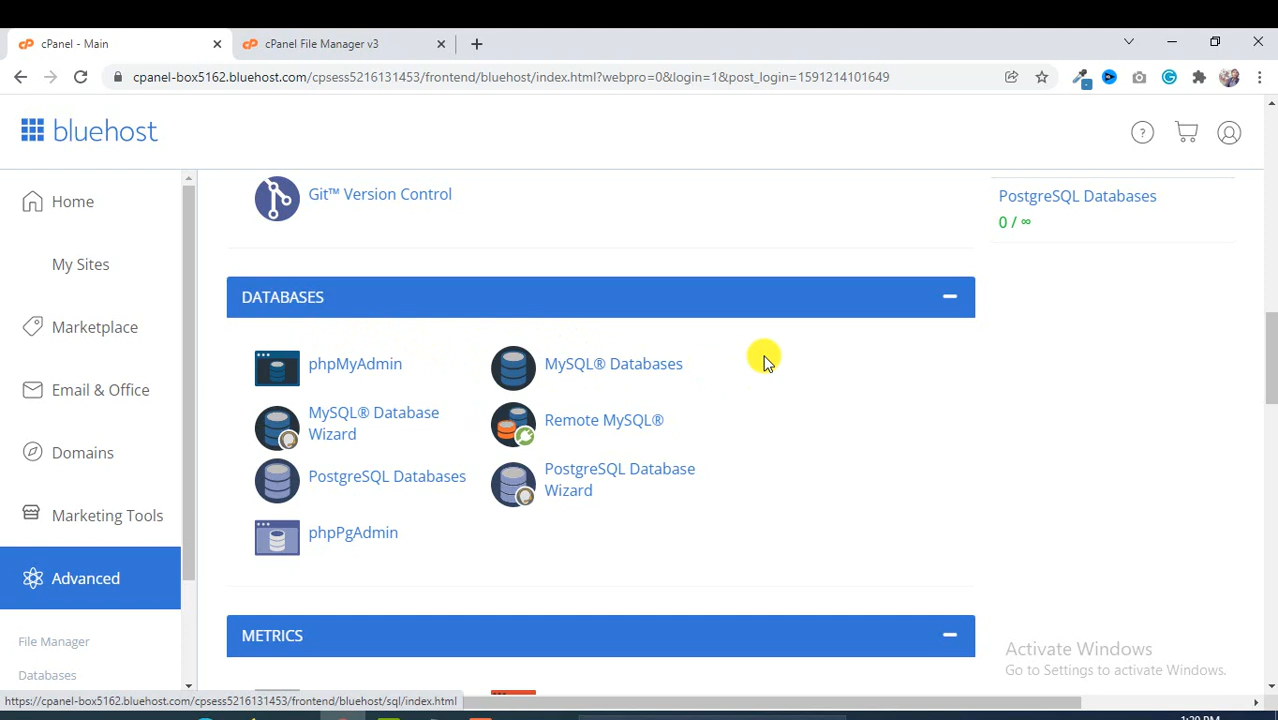 cPanel - Main
cPanel File Manager v3
cpanel-box5162.bluehost.com/cpsess5216131453/frontend/bluehost/index.html?webpro=0&login=1&post_login=1591214101649
bluehost
Home
My Sites
Marketplace
Email & Office
Domains
Marketing Tools
Advanced
File Manager
Databases
Git™ Version Control
DATABASES
phpMyAdmin
MySQL® Databases
MySQL® Database
Wizard
Remote MySQL®
PostgreSQL Databases
PostgreSQL Database
Wizard
phpPgAdmin
METRICS
PostgreSQL Databases
0 / ∞
Activate Windows
Go to Settings to activate Windows.
https://cpanel-box5162.bluehost.com/cpsess5216131453/frontend/bluehost/sql/index.html
1:20 PM